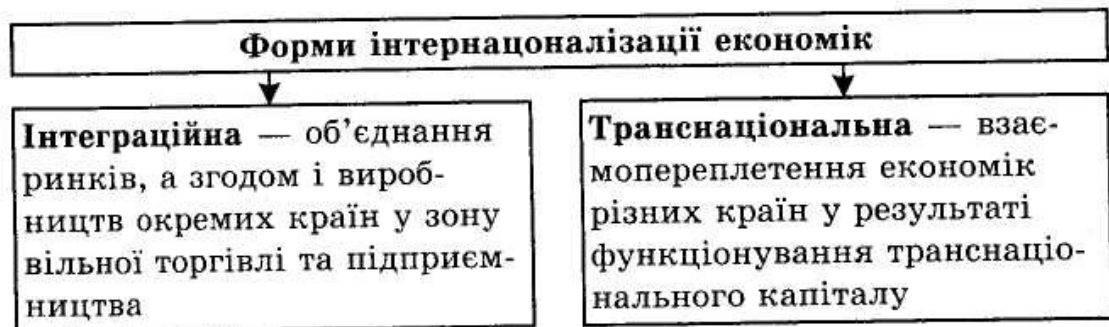 Форми інтернацоналізації економік
Інтеграційна — об’єднання
ринків, а згодом і вироб-
ництв окремих країн у зону
вільної торгівлі та підприєм-
ництва
Транснаціональна — взає-
мопереплетення економік
різних країн у результаті
функціонування транснаціо-
нального капіталу